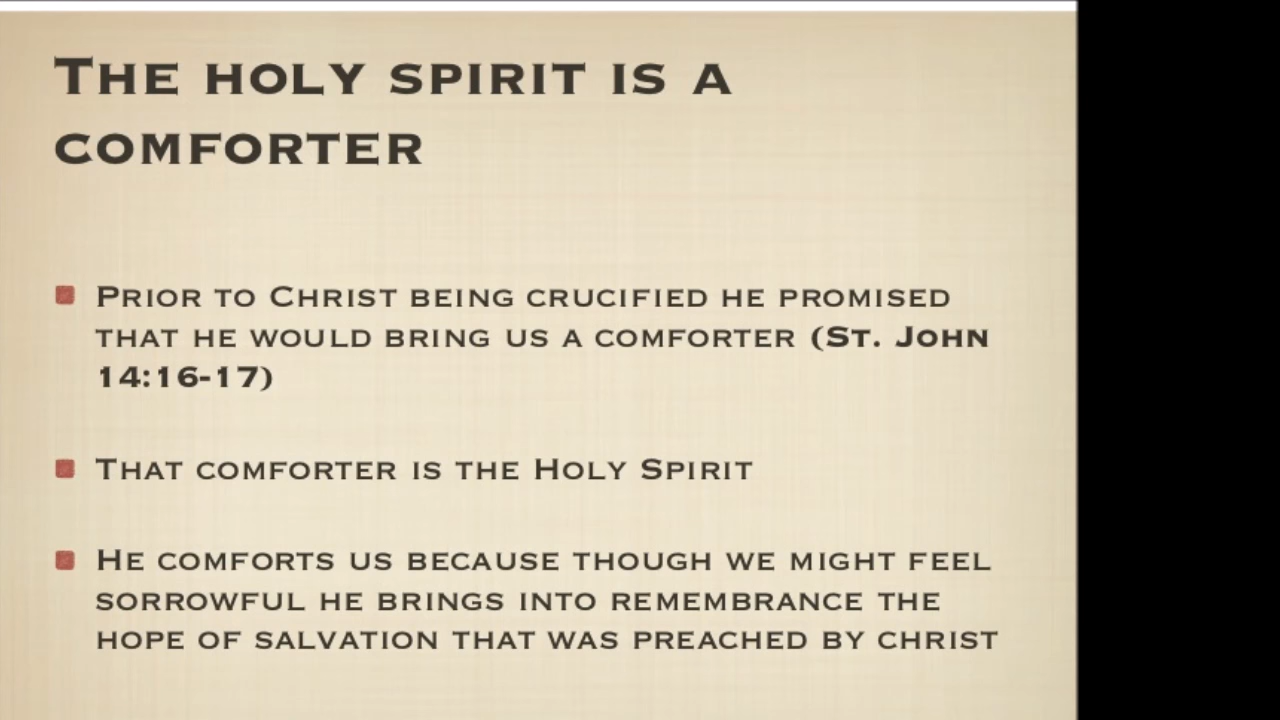 The holy spirit is a
comforter
Prior to Christ being crucified he promised
that he would bring us a comforter (St. John
14:16-17)
That comforter is the Holy Spirit
He comforts us because though we might feel
sorrowful he brings into remembrance the
hope of salvation that was preached by christ